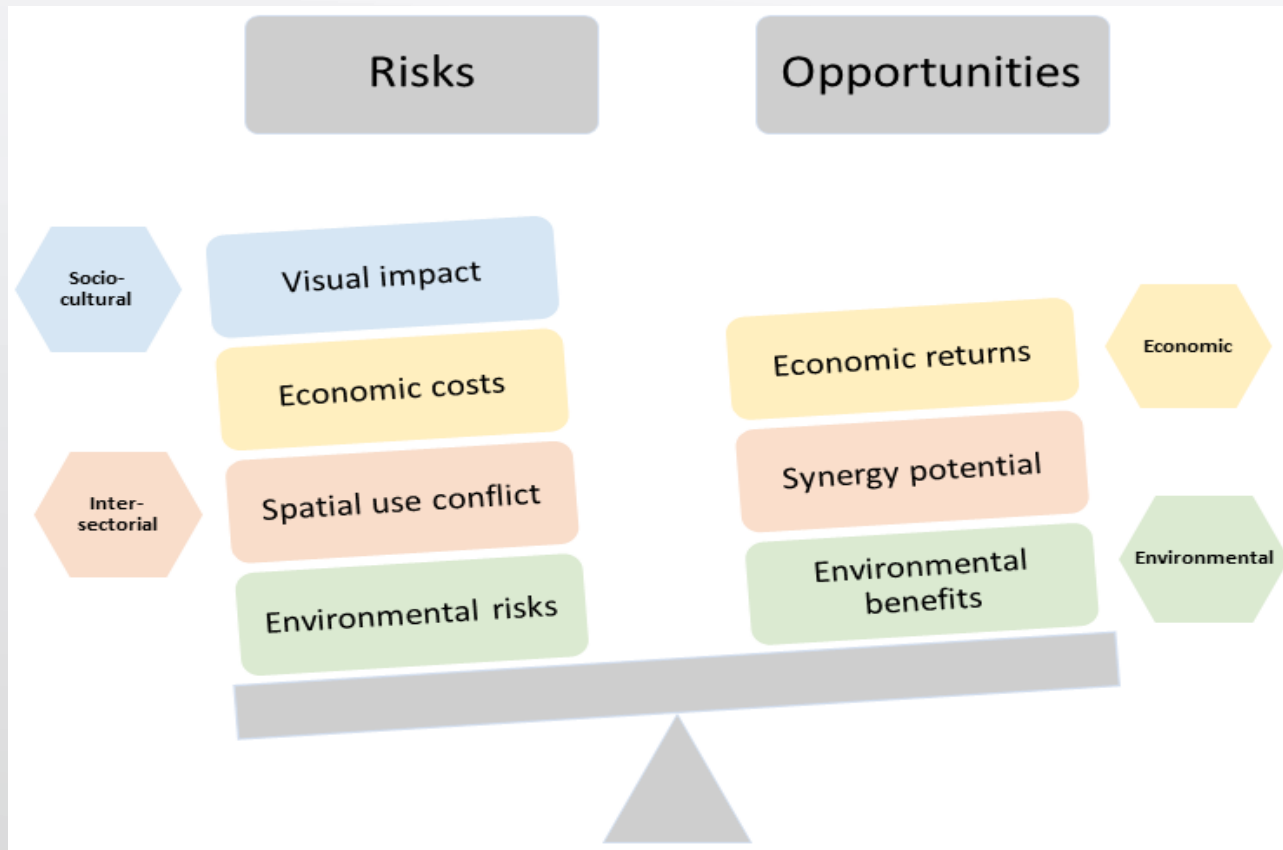 Risks
Opportunities
Socio-
cultural
Visual impact
Economic costs
Economic returns
Economic
Inter-
sectorial
Spatial use conflict
Synergy potential
Environmental risks
Environmental
benefits
Environmental